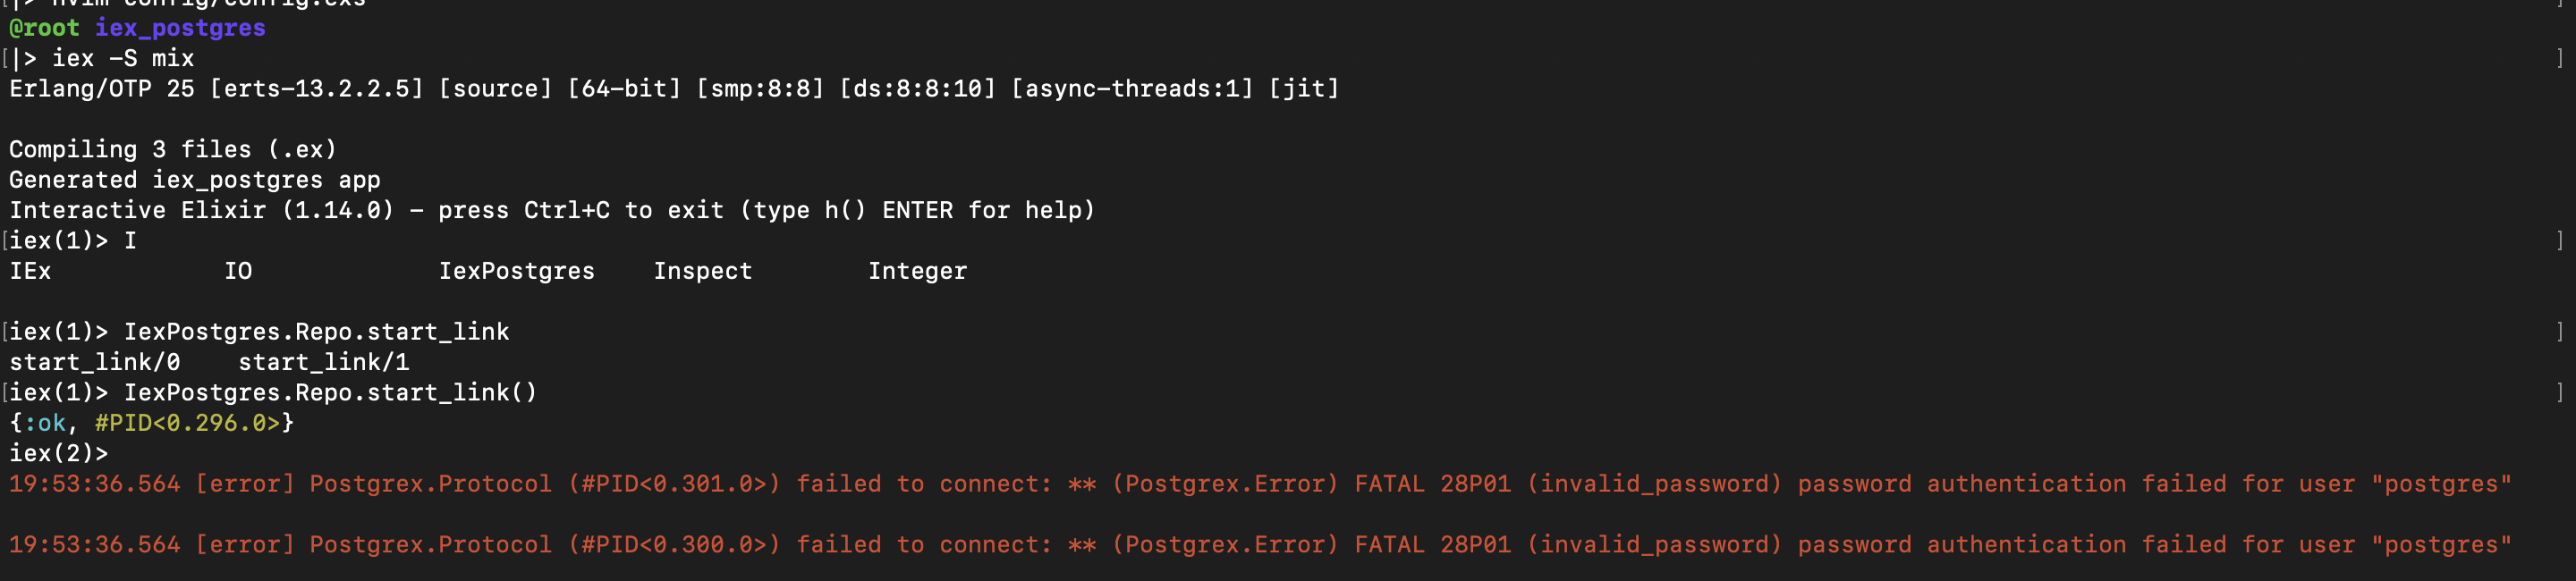 [|> nvim config/config.exs ]
@root iex_postgres
[|> iex -S mix ]
Erlang/OTP 25 [erts-13.2.2.5] [source] [64-bit] [smp:8:8] [ds:8:8:10] [async-threads:1] [jit]
Compiling 3 files (.ex)
Generated iex_postgres app
Interactive Elixir (1.14.0) - press Ctrl+C to exit (type h() ENTER for help)
[iex(1)> I ]
IEx IO IexPostgres Inspect Integer
[iex(1)> IexPostgres.Repo.start_link ]
start_link/0 start_link/1
[iex(1)> IexPostgres.Repo.start_link() ]
{:ok, #PID<0.296.0>}
iex(2)>
19:53:36.564 [error] Postgrex.Protocol (#PID<0.301.0>) failed to connect: ** (Postgrex.Error) FATAL 28P01 (invalid_password) password authentication failed for user "postgres"
19:53:36.564 [error] Postgrex.Protocol (#PID<0.300.0>) failed to connect: ** (Postgrex.Error) FATAL 28P01 (invalid_password) password authentication failed for user "postgres"